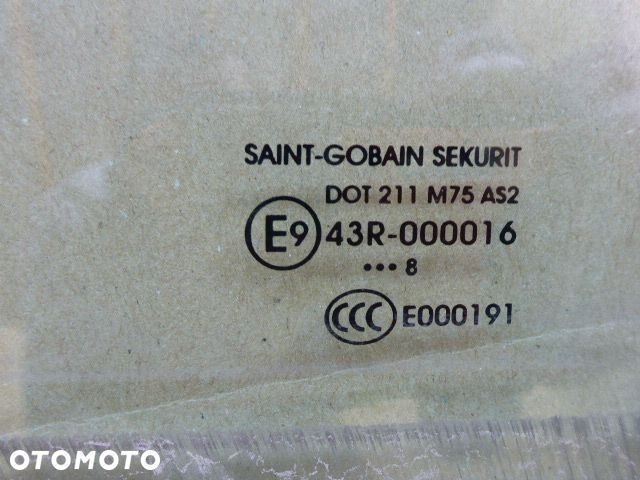 SAINT-GOBAIN SEKURIT
DOT 211 M75 AS2
E9 43R-000016
••• 8
CCC E000191
OTOMOTO